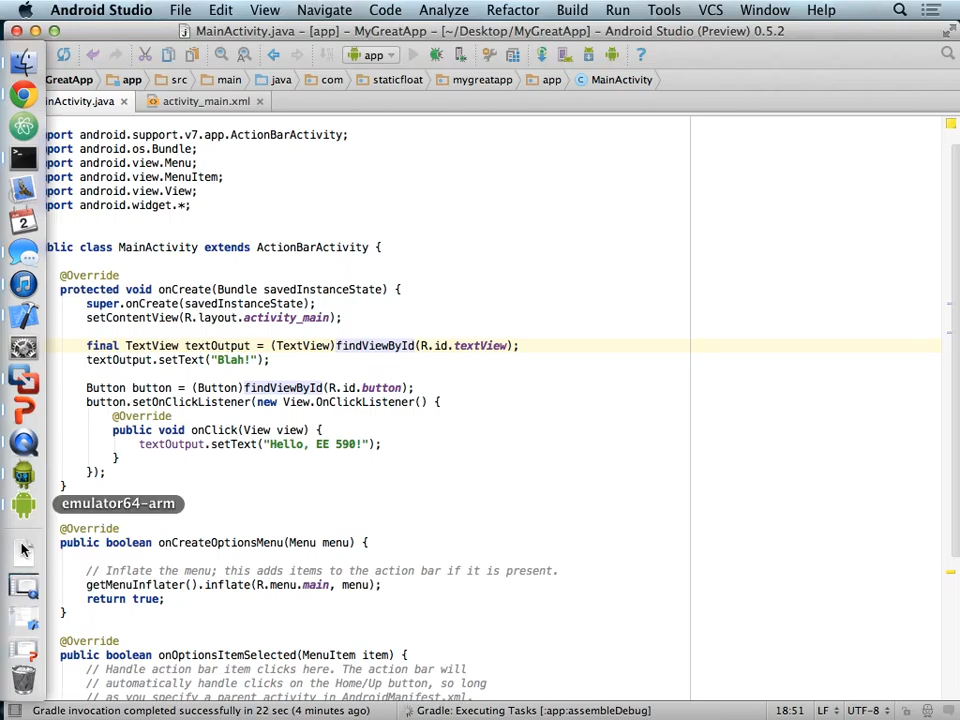 Android Studio File Edit View Navigate Code Analyze Refactor Build Run Tools VCS Window Help
MainActivity.java - [app] - MyGreatApp - [~/Desktop/MyGreatApp] - Android Studio (Preview) 0.5.2
app
GreatApp app src main java com staticfloat mygreatapp app MainActivity
inActivity.java activity_main.xml
port android.support.v7.app.ActionBarActivity;
port android.os.Bundle;
port android.view.Menu;
port android.view.MenuItem;
port android.view.View;
port android.widget.*;
blic class MainActivity extends ActionBarActivity {
@Override
protected void onCreate(Bundle savedInstanceState) {
super.onCreate(savedInstanceState);
setContentView(R.layout.activity_main);
final TextView textOutput = (TextView)findViewById(R.id.textView);
textOutput.setText("Blah!");
Button button = (Button)findViewById(R.id.button);
button.setOnClickListener(new View.OnClickListener() {
@Override
public void onClick(View view) {
textOutput.setText("Hello, EE 590!");
}
});
}
emulator64-arm
@Override
public boolean onCreateOptionsMenu(Menu menu) {
// Inflate the menu; this adds items to the action bar if it is present.
getMenuInflater().inflate(R.menu.main, menu);
return true;
}
@Override
public boolean onOptionsItemSelected(MenuItem item) {
// Handle action bar item clicks here. The action bar will
// automatically handle clicks on the Home/Up button, so long
// as you specify a parent activity in AndroidManifest.xml.
Gradle invocation completed successfully in 22 sec (4 minutes ago) Gradle: Executing Tasks [:app:assembleDebug] 18:51 LF UTF-8
2